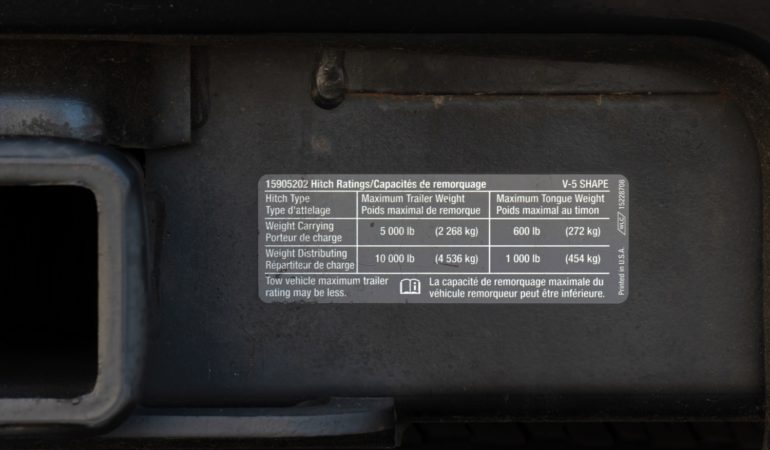 15905202 Hitch Ratings/Capacités de remorquage V-5 SHAPE
Hitch Type Maximum Trailer Weight Maximum Tongue Weight
Type d'attelage Poids maximal de remorque Poids maximal au timon
Weight Carrying
Porteur de charge 5 000 lb (2 268 kg) 600 lb (272 kg)
Weight Distributing
Répartiteur de charge 10 000 lb (4 536 kg) 1 000 lb (454 kg)
Tow vehicle maximum trailer
rating may be less.
La capacité de remorquage maximale du
véhicule remorqueur peut être inférieure.
Printed in U.S.A.
15228708